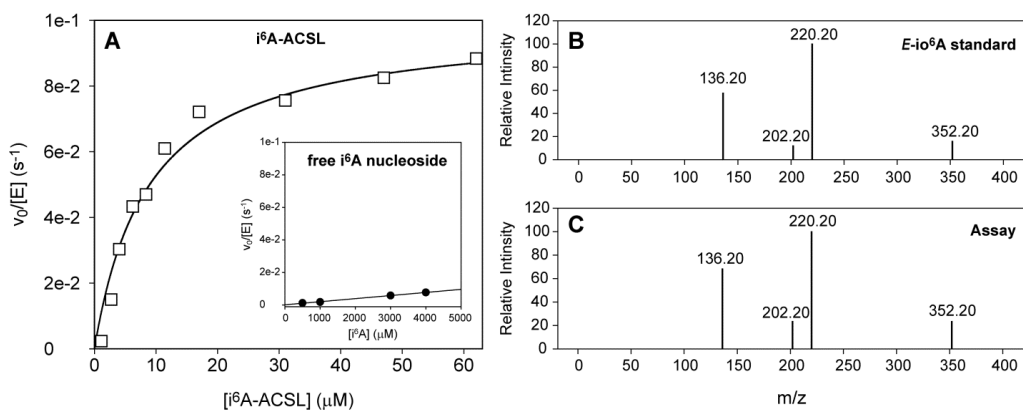 A
i⁶A-ACSL
v₀/[E] (s⁻¹)
1e-1
8e-2
6e-2
4e-2
2e-2
0
0 10 20 30 40 50 60
[i⁶A-ACSL] (μM)
free i⁶A nucleoside
v₀/[E] (s⁻¹)
1e-1
8e-2
6e-2
4e-2
2e-2
0
0 1000 2000 3000 4000 5000
[i⁶A] (μM)
B
E-io⁶A standard
Relative Intinsity
120
100
80
60
40
20
0
220.20
136.20
202.20
352.20
0 50 100 150 200 250 300 350 400
C
Assay
Relative Intinsity
120
100
80
60
40
20
0
220.20
136.20
202.20
352.20
0 50 100 150 200 250 300 350 400
m/z